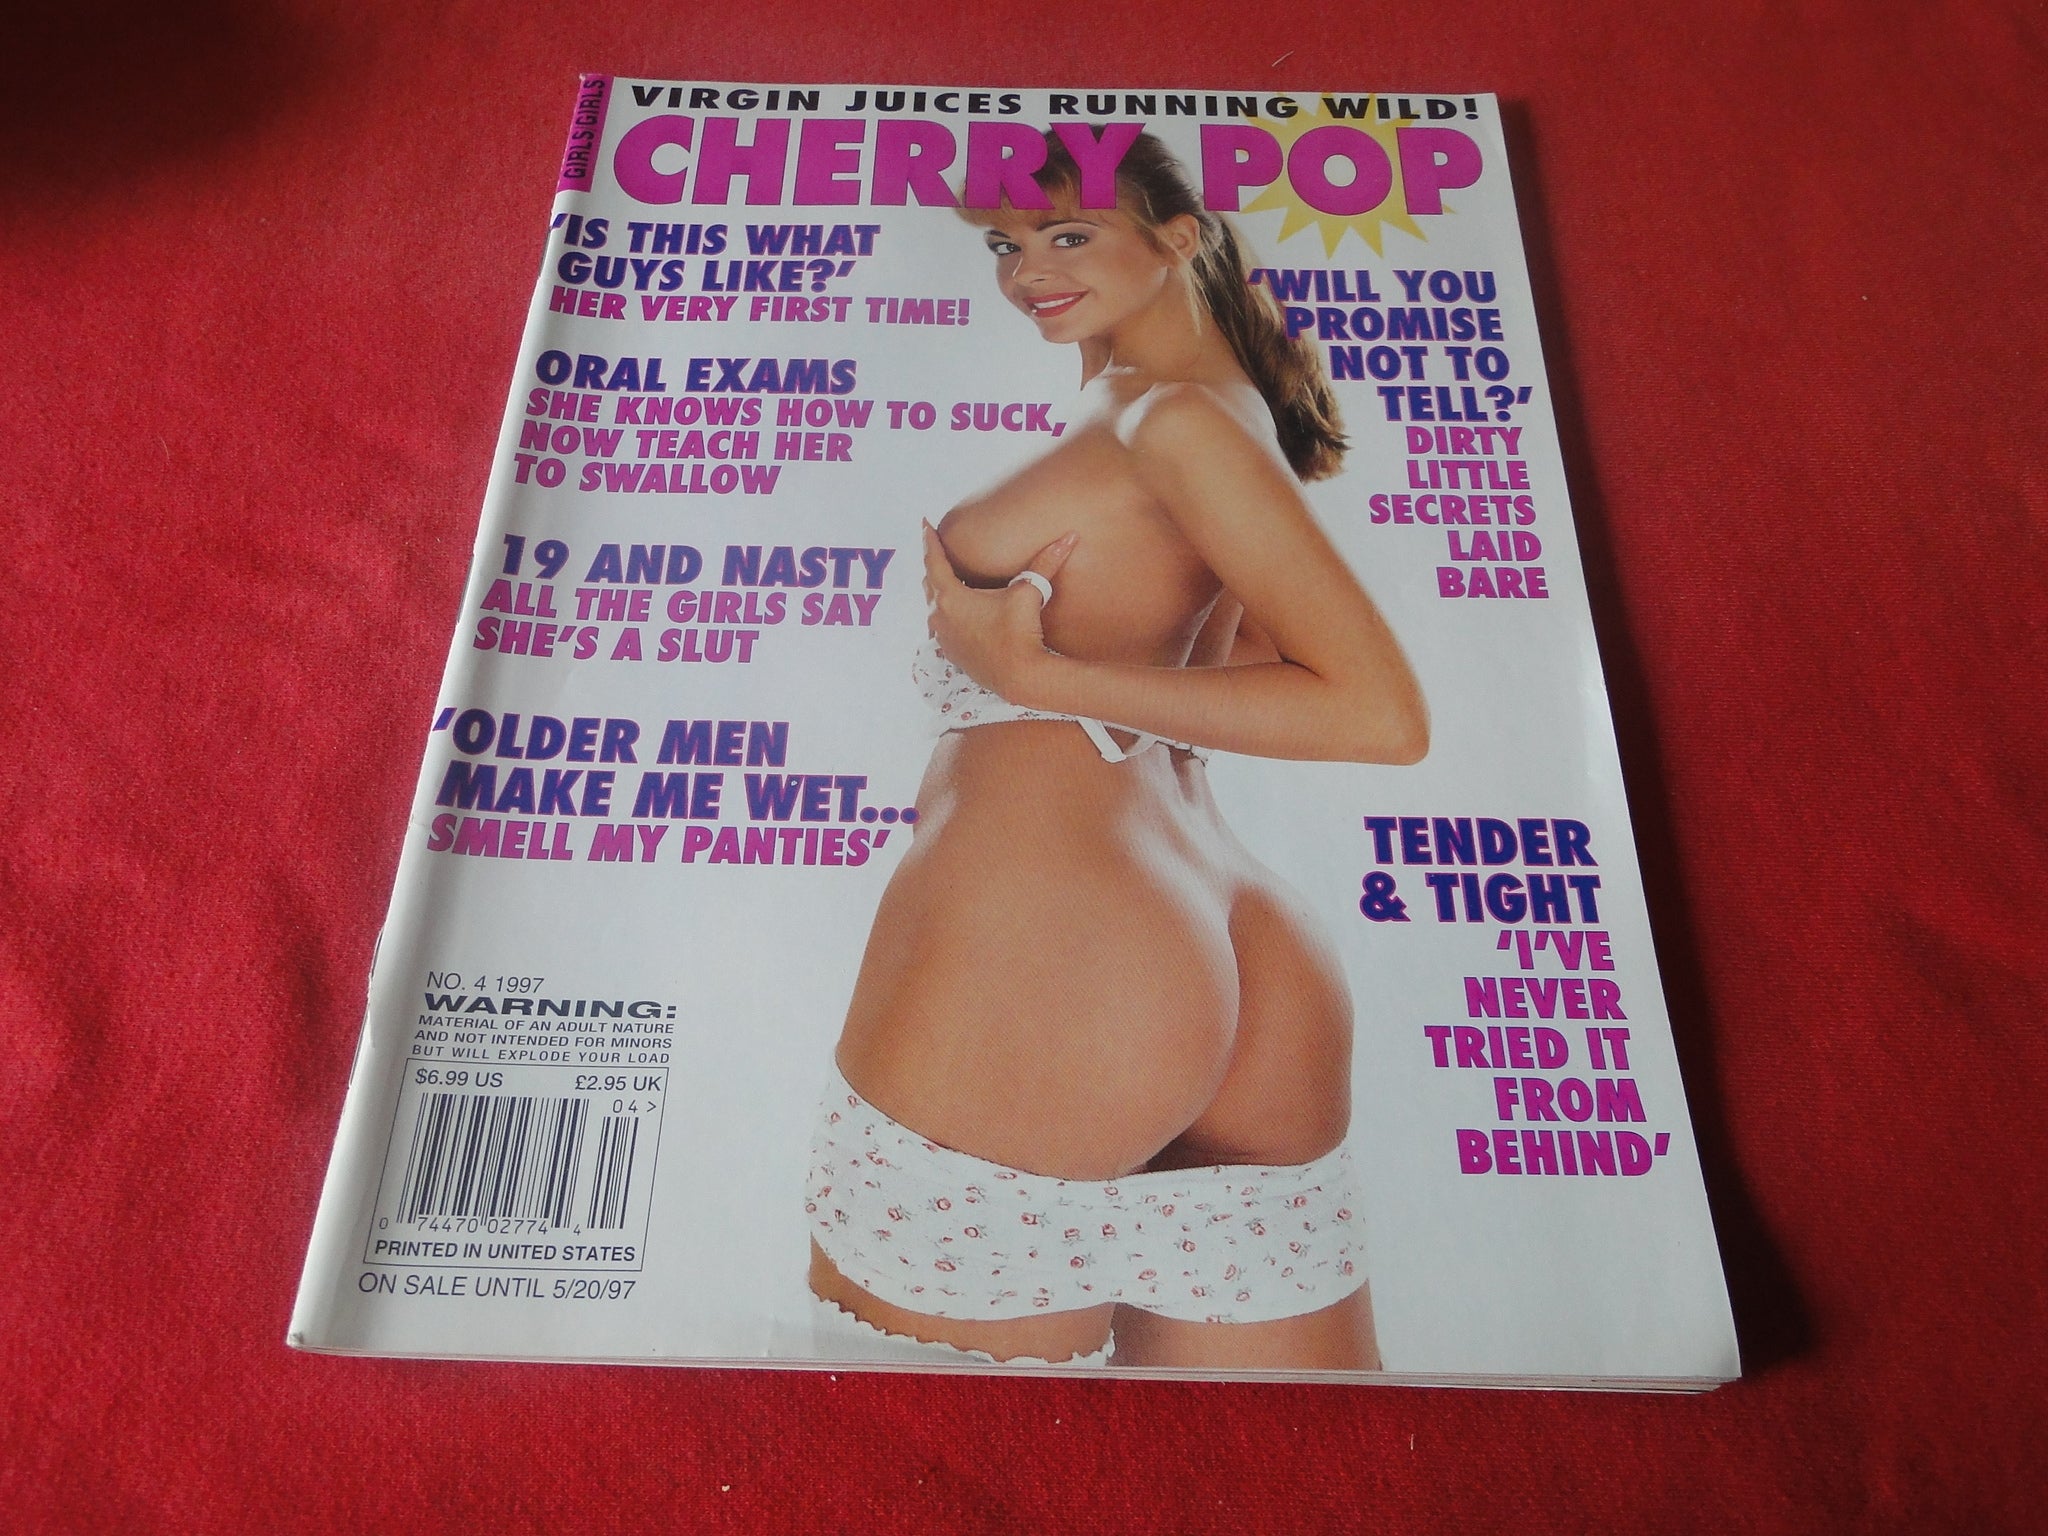 GIRLS/GIRLS
VIRGIN JUICES RUNNING WILD!
CHERRY POP
'IS THIS WHAT
GUYS LIKE?'
HER VERY FIRST TIME!
ORAL EXAMS
SHE KNOWS HOW TO SUCK,
NOW TEACH HER
TO SWALLOW
19 AND NASTY
ALL THE GIRLS SAY
SHE'S A SLUT
'OLDER MEN
MAKE ME WET...
SMELL MY PANTIES'
'WILL YOU
PROMISE
NOT TO
TELL?'
DIRTY
LITTLE
SECRETS
LAID
BARE
TENDER
& TIGHT
'I'VE
NEVER
TRIED IT
FROM
BEHIND'
NO. 4 1997
WARNING:
MATERIAL OF AN ADULT NATURE
AND NOT INTENDED FOR MINORS
BUT WILL EXPLODE YOUR LOAD
$6.99 US £2.95 UK
04 >
0 74470 02774 4
PRINTED IN UNITED STATES
ON SALE UNTIL 5/20/97